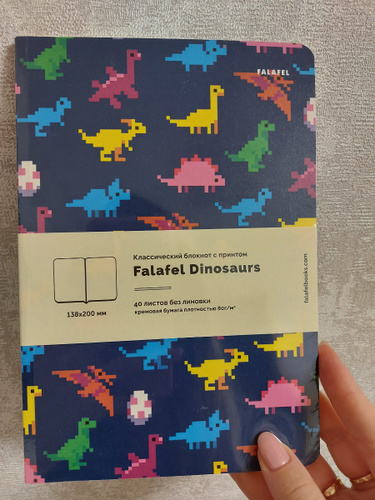 FALAFEL
Классический блокнот с принтом
Falafel Dinosaurs
40 листов без линовки
кремовая бумага плотностью 80г/м²
138x200 мм
falafelbooks.com